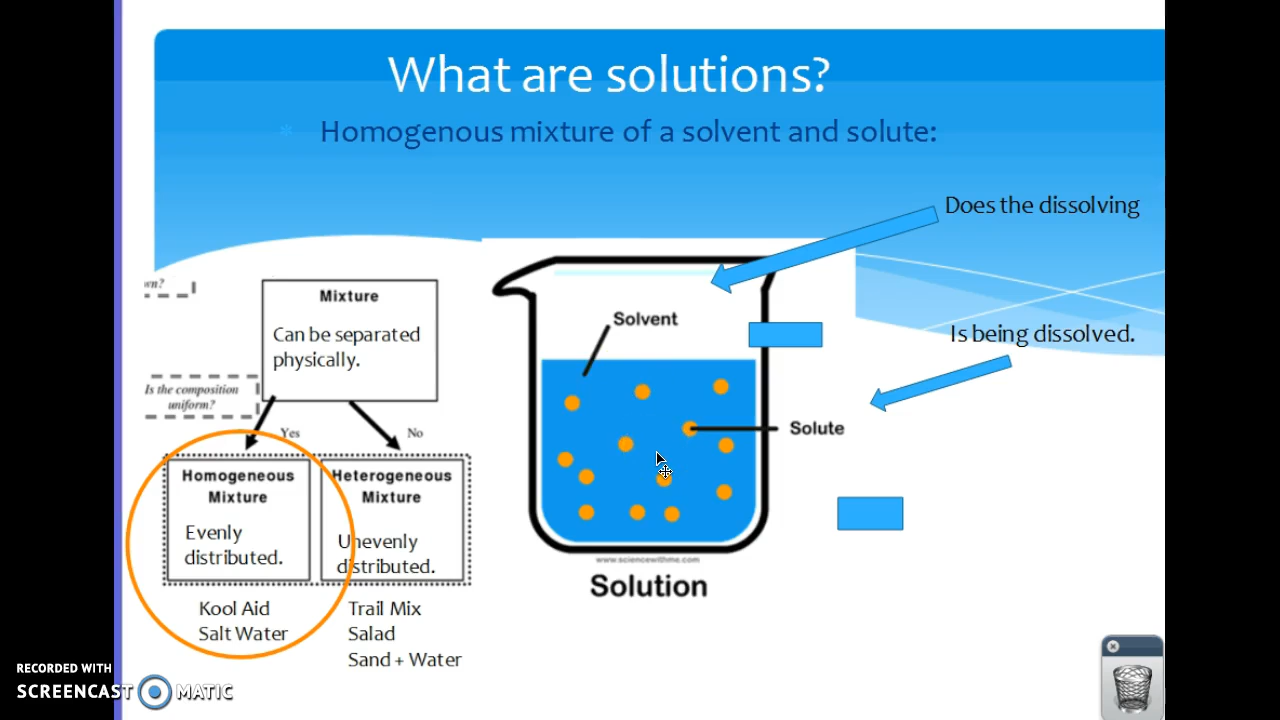 What are solutions?
* Homogenous mixture of a solvent and solute:
Does the dissolving
Is being dissolved.
Mixture
Can be separated
physically.
Is the composition
uniform?
Yes
No
Homogeneous
Mixture
Evenly
distributed.
Heterogeneous
Mixture
Unevenly
distributed.
Kool Aid
Salt Water
Trail Mix
Salad
Sand + Water
Solvent
Solute
www.sciencewithme.com
Solution
RECORDED WITH
SCREENCAST MATIC